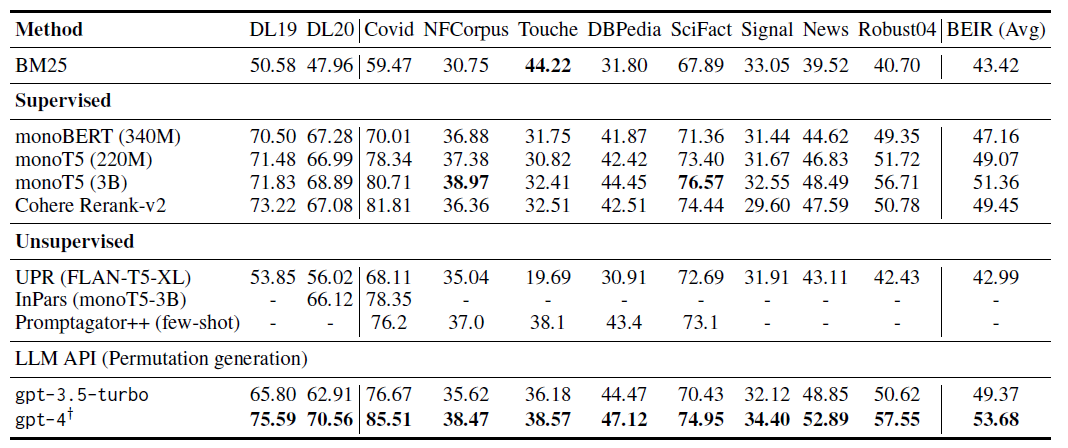 Method DL19 DL20 Covid NFCorpus Touche DBPedia SciFact Signal News Robust04 BEIR (Avg)
BM25 50.58 47.96 59.47 30.75 44.22 31.80 67.89 33.05 39.52 40.70 43.42
Supervised
monoBERT (340M) 70.50 67.28 70.01 36.88 31.75 41.87 71.36 31.44 44.62 49.35 47.16
monoT5 (220M) 71.48 66.99 78.34 37.38 30.82 42.42 73.40 31.67 46.83 51.72 49.07
monoT5 (3B) 71.83 68.89 80.71 38.97 32.41 44.45 76.57 32.55 48.49 56.71 51.36
Cohere Rerank-v2 73.22 67.08 81.81 36.36 32.51 42.51 74.44 29.60 47.59 50.78 49.45
Unsupervised
UPR (FLAN-T5-XL) 53.85 56.02 68.11 35.04 19.69 30.91 72.69 31.91 43.11 42.43 42.99
InPars (monoT5-3B) - 66.12 78.35 - - - - - - - -
Promptagator++ (few-shot) - - 76.2 37.0 38.1 43.4 73.1 - - - -
LLM API (Permutation generation)
gpt-3.5-turbo 65.80 62.91 76.67 35.62 36.18 44.47 70.43 32.12 48.85 50.62 49.37
gpt-4† 75.59 70.56 85.51 38.47 38.57 47.12 74.95 34.40 52.89 57.55 53.68